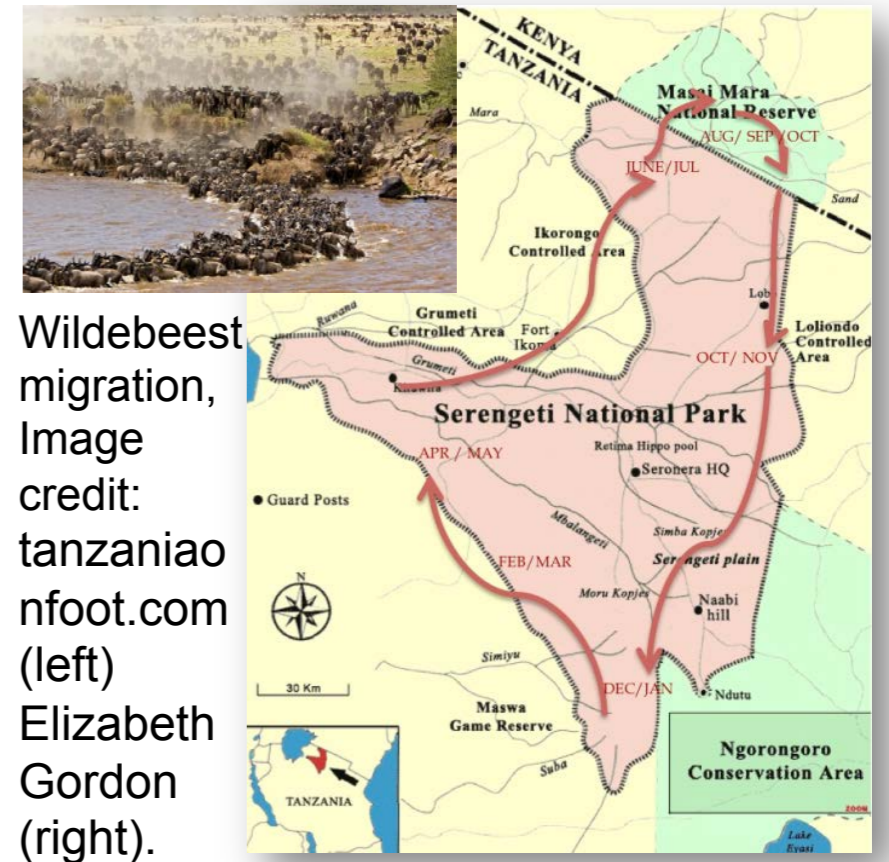 Wildebeest
migration,
Image
credit:
tanzaniao
nfoot.com
(left)
Elizabeth
Gordon
(right).
KENYA
TANZANIA
Mara
Masai Mara
National Reserve
AUG/ SEP /OCT
JUNE/JUL
Sand
Ikorongo
Controlled Area
Lob
Ruwana
Grumeti
Controlled Area
Fort
Ikoma
Loliondo
Controlled
Area
OCT/ NOV
Grumeti
Serengeti National Park
APR / MAY
Retima Hippo pool
Seronera HQ
Guard Posts
Mbalangeti
Simba Kopjes
FEB/MAR
Serengeti plain
N
Moru Kopjes
Naabi
hill
Simiyu
30 Km
DEC/JAN
Ndutu
Maswa
Game Reserve
Suba
Ngorongoro
Conservation Area
TANZANIA
ZOOM
Lake
Eyasi